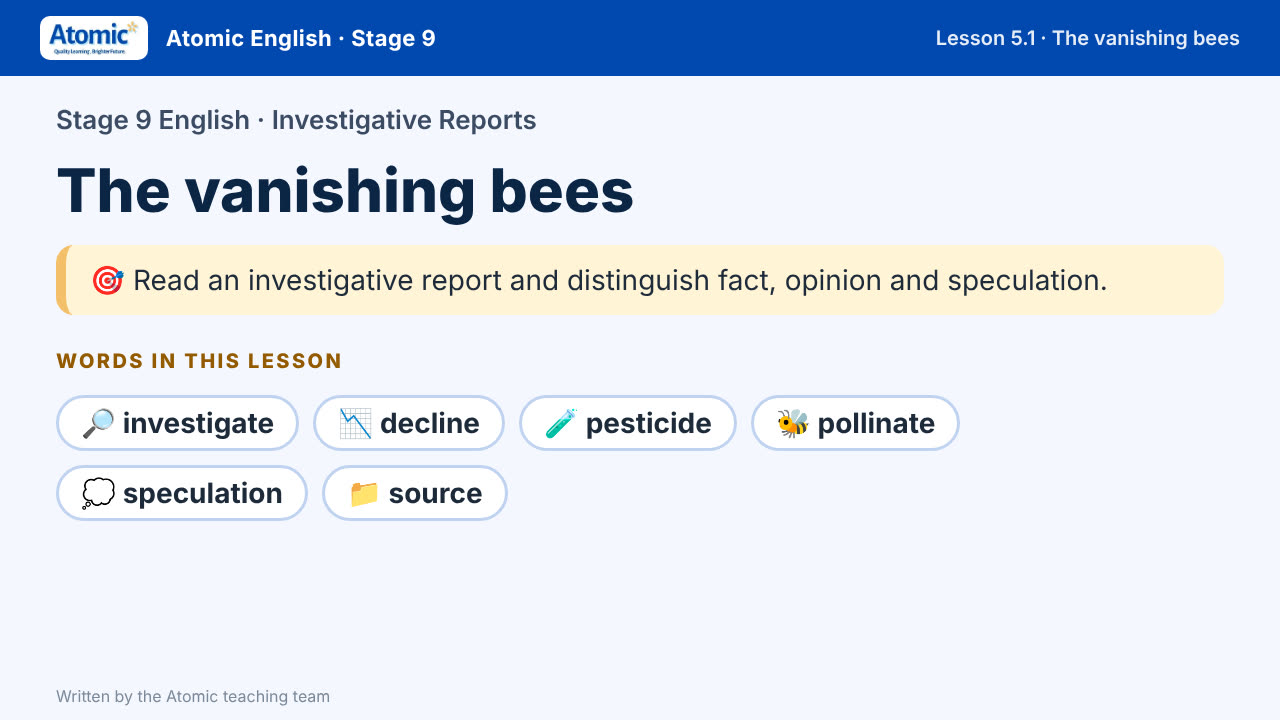 Atomic
Quality Learning. Brighter Future.
Atomic English · Stage 9
Lesson 5.1 · The vanishing bees
Stage 9 English · Investigative Reports
The vanishing bees
🎯 Read an investigative report and distinguish fact, opinion and speculation.
WORDS IN THIS LESSON
🔎 investigate
📉 decline
🧪 pesticide
🐝 pollinate
💭 speculation
📁 source
Written by the Atomic teaching team